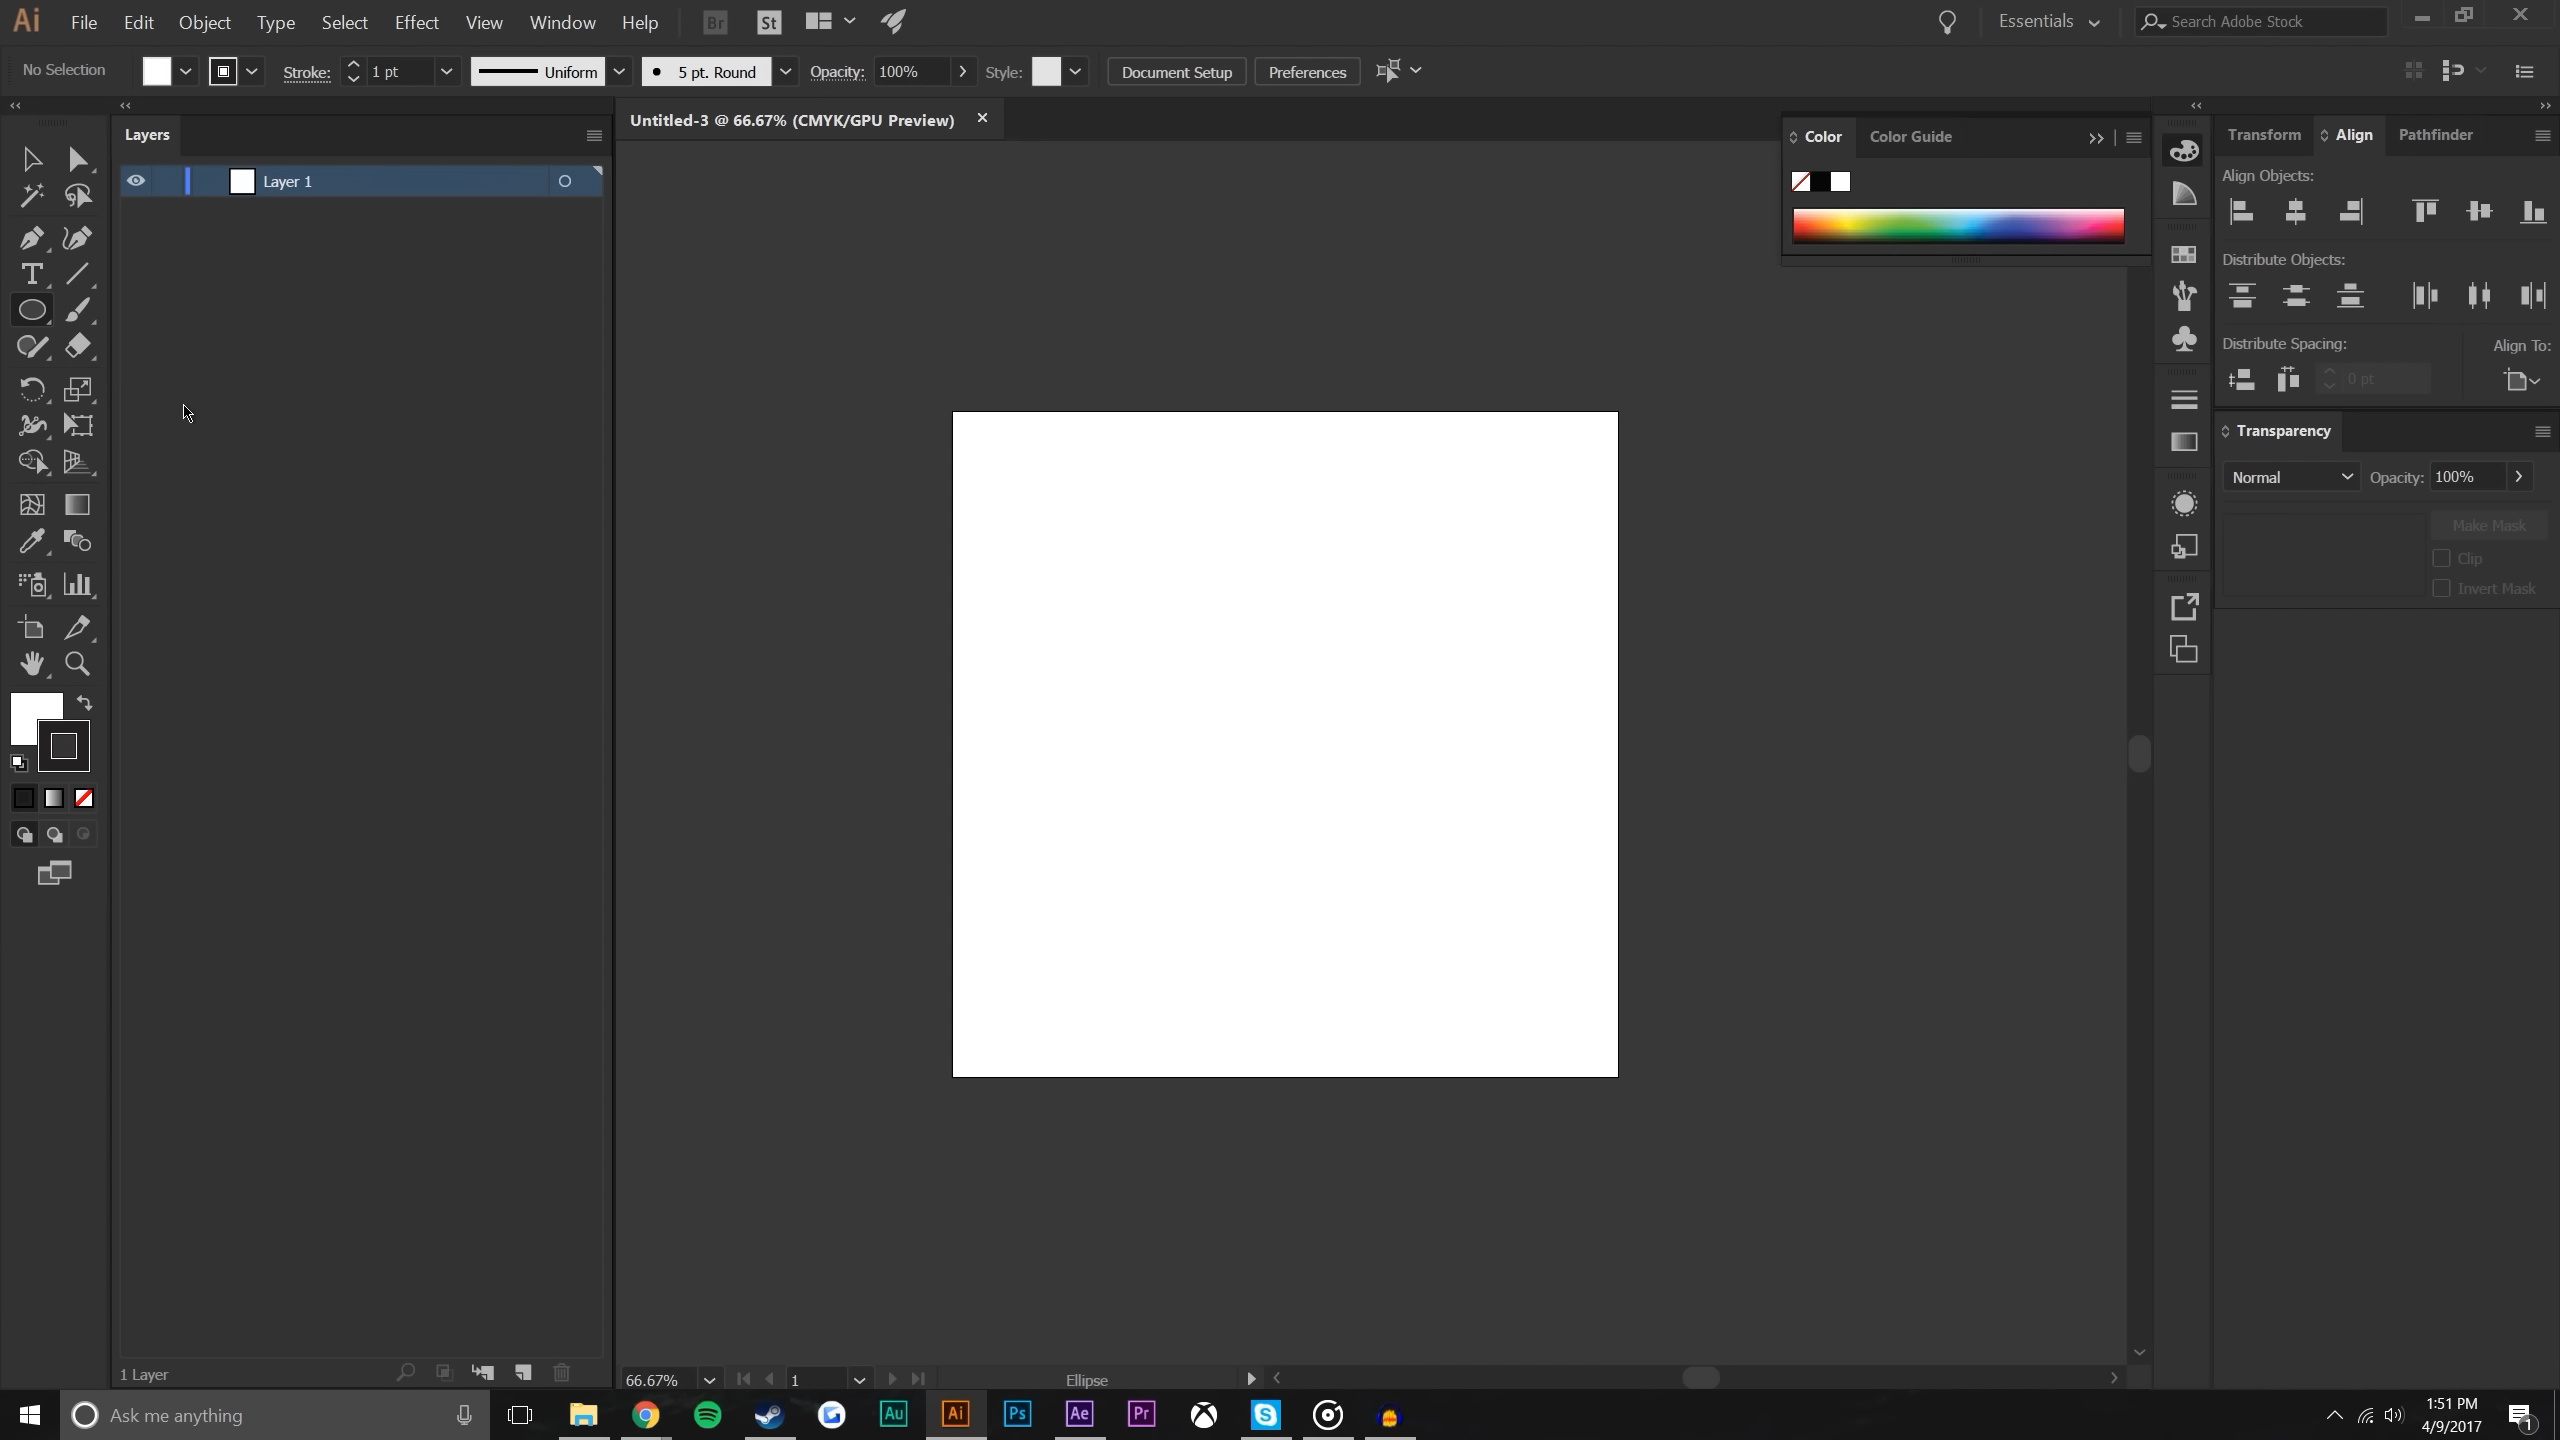 Ai File Edit Object Type Select Effect View Window Help Br St Essentials Search Adobe Stock
No Selection Stroke: 1 pt Uniform 5 pt. Round Opacity: 100% Style: Document Setup Preferences
Layers
Layer 1
Untitled-3 @ 66.67% (CMYK/GPU Preview)
Color Color Guide
Transform Align Pathfinder
Align Objects:
Distribute Objects:
Distribute Spacing: Align To:
0 pt
Transparency
Normal Opacity: 100%
Make Mask
Clip
Invert Mask
1 Layer
66.67% 1 Ellipse
Ask me anything
Au Ai Ps Ae Pr
1:51 PM
4/9/2017
1